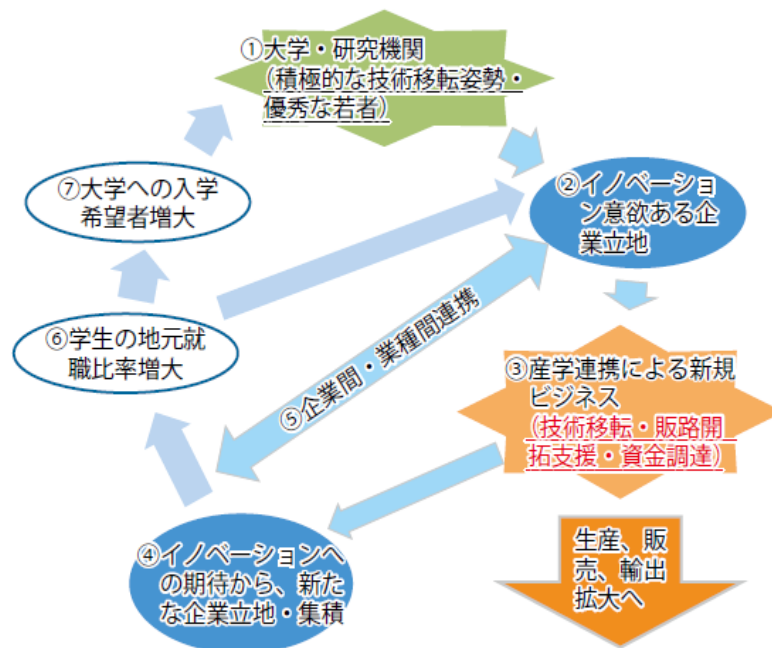 ①大学・研究機関
（積極的な技術移転姿勢・
優秀な若者）
②イノベーショ
ン意欲ある企
業立地
③産学連携による新規
ビジネス
（技術移転・販路開
拓支援・資金調達）
生産、販
売、輸出
拡大へ
④イノベーションへ
の期待から、新た
な企業立地・集積
⑤企業間・業種間連携
⑥学生の地元就
職比率増大
⑦大学への入学
希望者増大